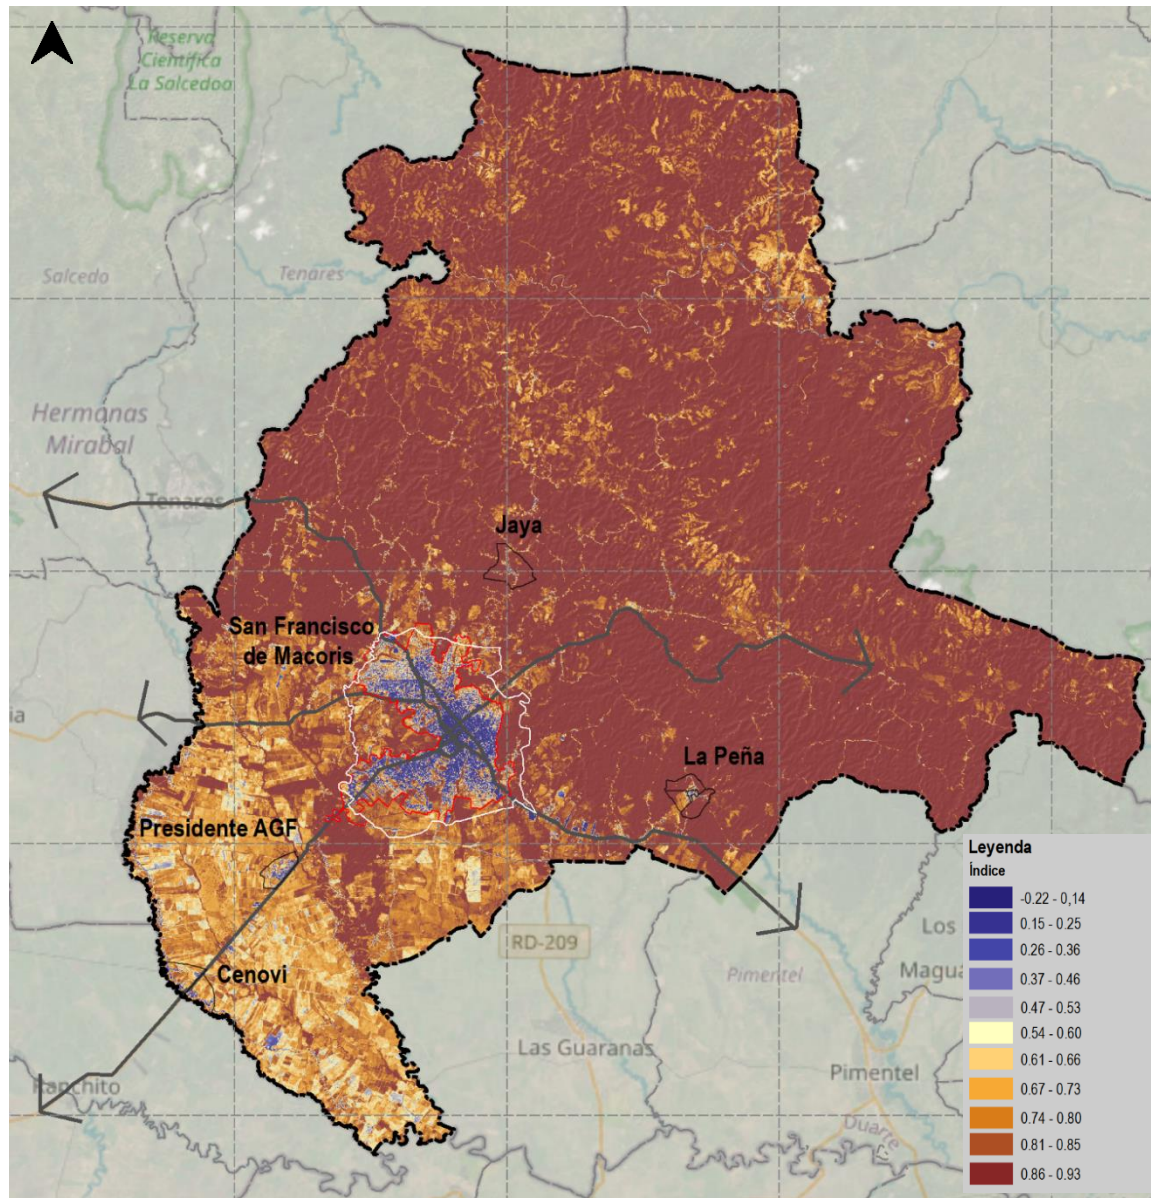 Reserva
Científica
La Salcedoa
Salcedo
Tenares
Hermanas
Mirabal
Tenares
Jaya
San Francisco
de Macoris
ia
La Peña
Presidente AGF
Cenovi
RD-209
Pimentel
Las Guaranas
Ranchito
Pimentel
Duarte
Los
Magua
Leyenda
Índice
-0.22 - 0,14
0.15 - 0.25
0.26 - 0.36
0.37 - 0.46
0.47 - 0.53
0.54 - 0.60
0.61 - 0.66
0.67 - 0.73
0.74 - 0.80
0.81 - 0.85
0.86 - 0.93